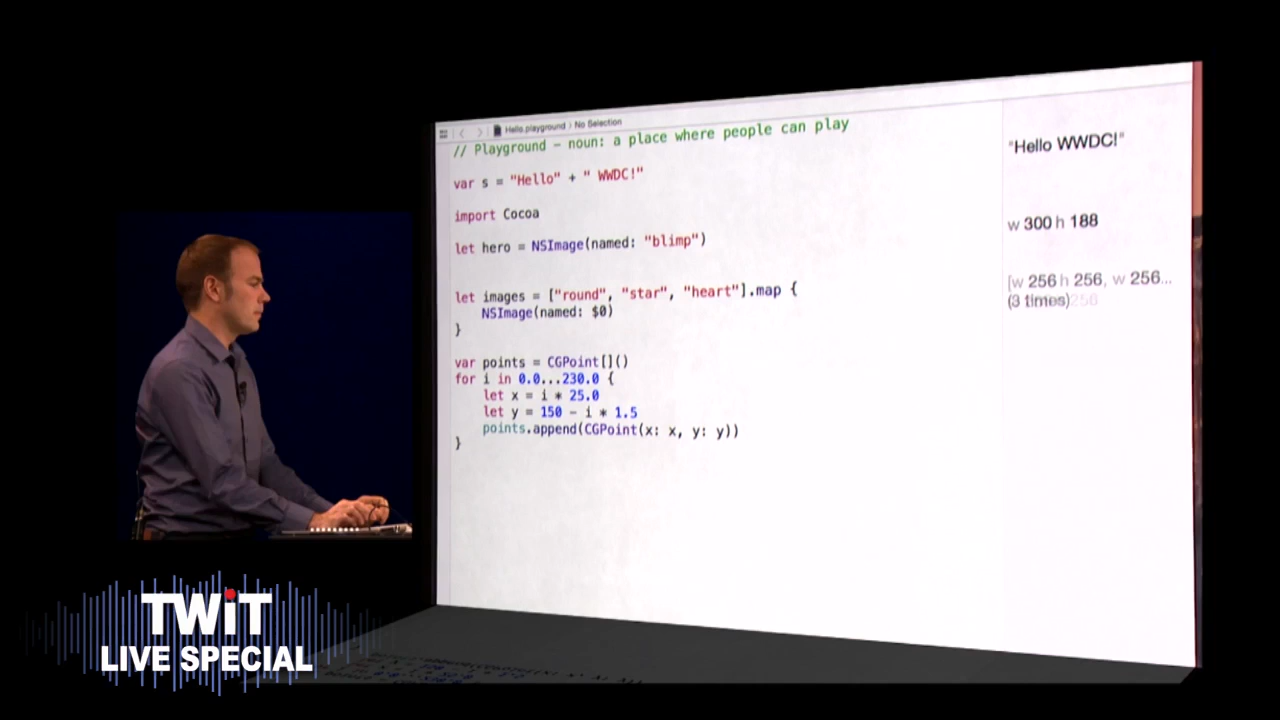 Hello.playground › No Selection
// Playground – noun: a place where people can play
var s = "Hello" + " WWDC!"
import Cocoa
let hero = NSImage(named: "blimp")
let images = ["round", "star", "heart"].map {
NSImage(named: $0)
}
var points = CGPoint[]()
for i in 0.0...230.0 {
let x = i * 25.0
let y = 150 - i * 1.5
points.append(CGPoint(x: x, y: y))
}
"Hello WWDC!"
w 300 h 188
[w 256 h 256, w 256...
(3 times)256
TWiT
LIVE SPECIAL